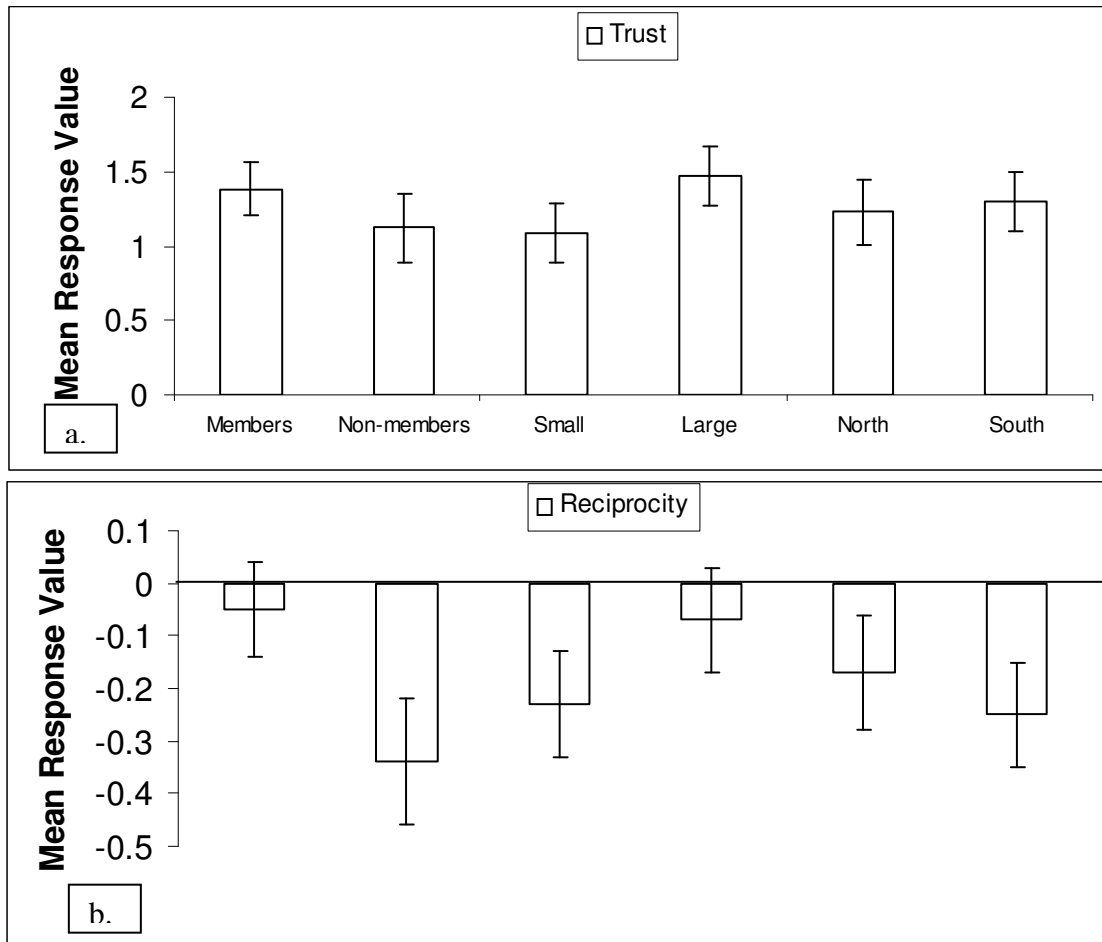 Trust
Mean Response Value
2
1.5
1
0.5
0
Members Non-members Small Large North South
a.
Reciprocity
Mean Response Value
0.1
0
-0.1
-0.2
-0.3
-0.4
-0.5
b.